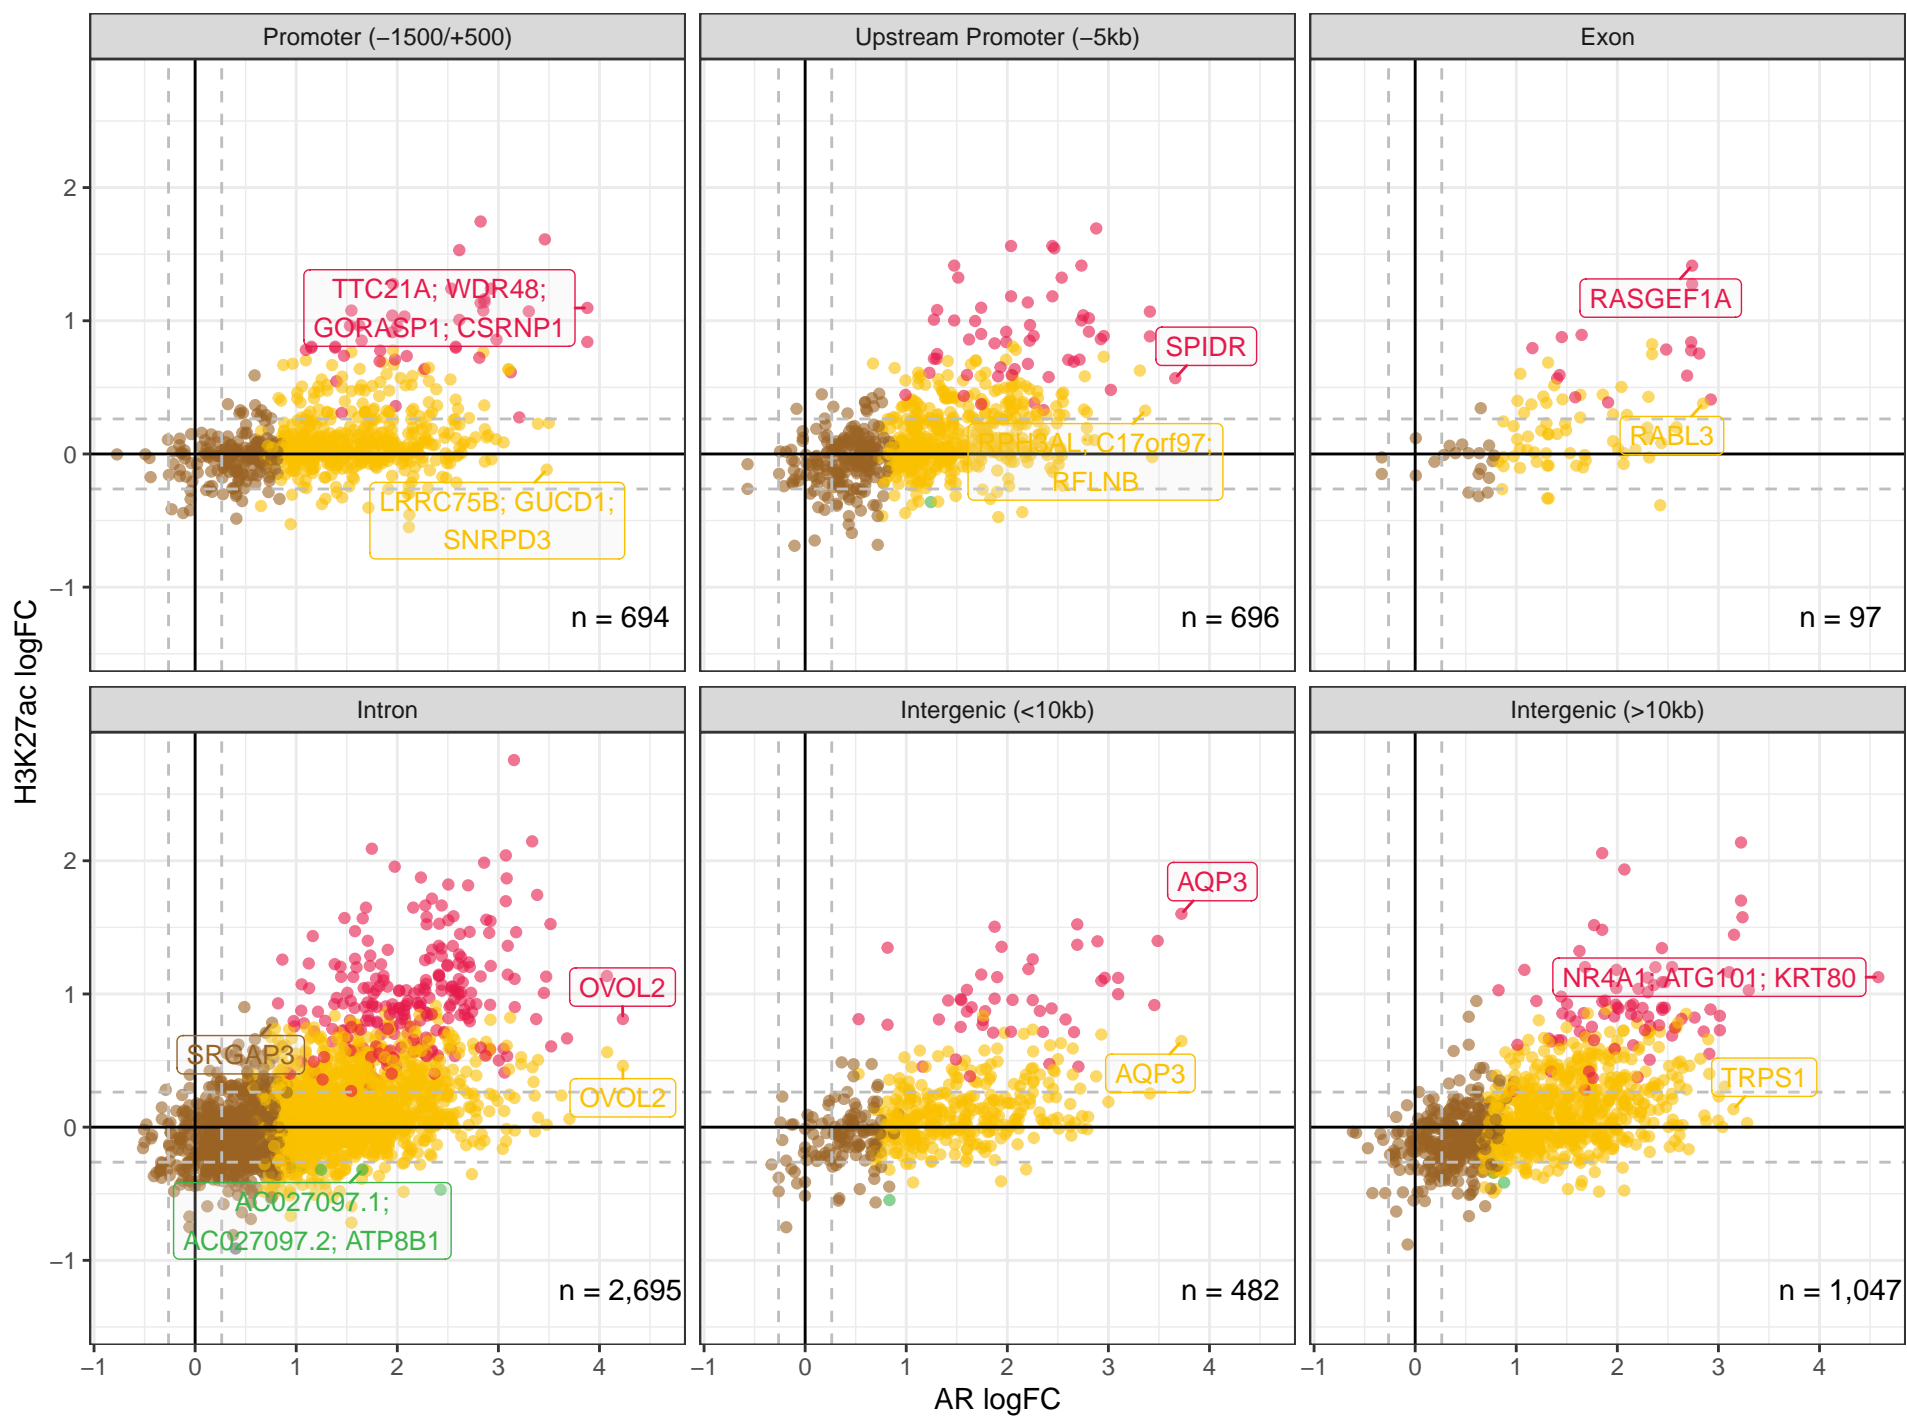 Promoter (−1500/+500)
Upstream Promoter (−5kb)
Exon
2
1
0
−1
TTC21A; WDR48;
GORASP1; CSRNP1
LRRC75B; GUCD1;
SNRPD3
n = 694
SPIDR
RPH3AL; C17orf97;
RFLNB
n = 696
RASGEF1A
RABL3
n = 97
H3K27ac logFC
Intron
Intergenic (<10kb)
Intergenic (>10kb)
2
1
0
−1
OVOL2
SRGAP3
OVOL2
AC027097.1;
AC027097.2; ATP8B1
n = 2,695
AQP3
AQP3
n = 482
NR4A1; ATG101; KRT80
TRPS1
n = 1,047
−1 0 1 2 3 4
−1 0 1 2 3 4
−1 0 1 2 3 4
AR logFC